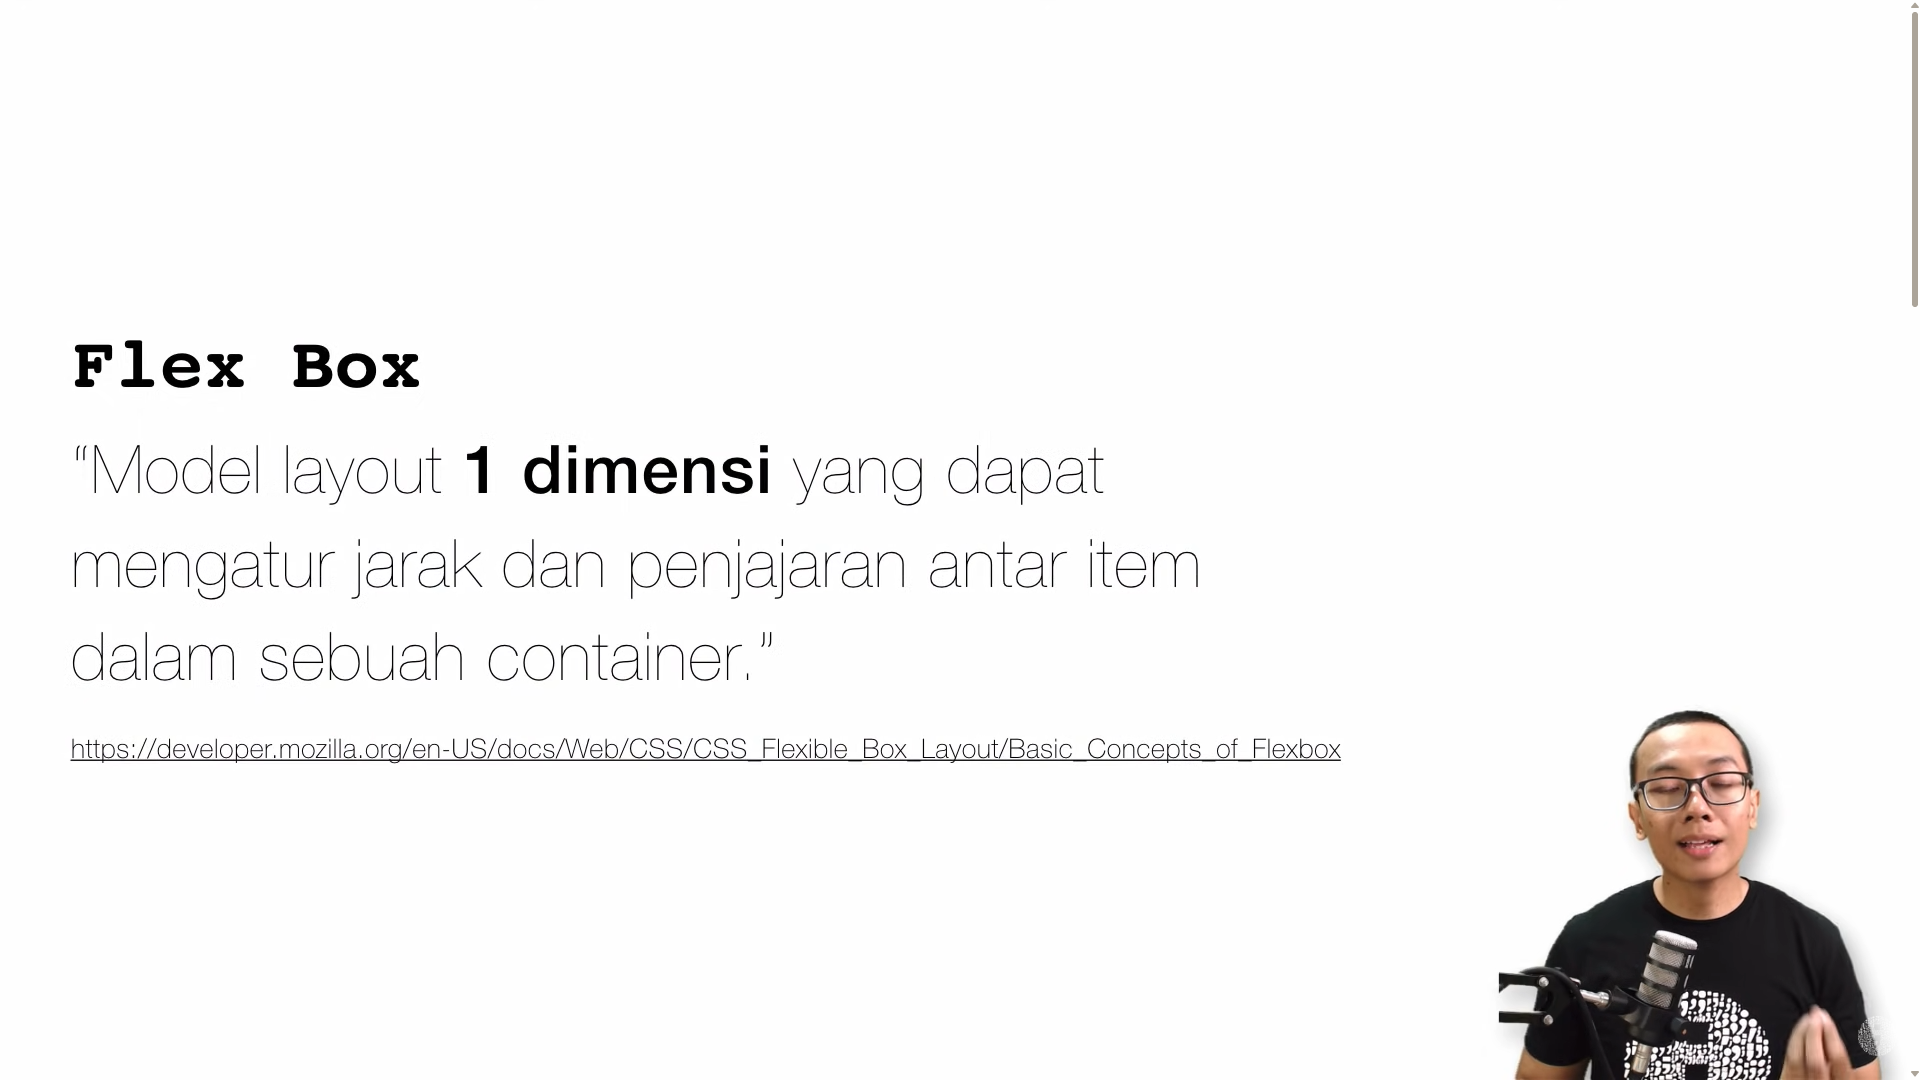 Flex Box
“Model layout 1 dimensi yang dapat
mengatur jarak dan penjajaran antar item
dalam sebuah container.”
https://developer.mozilla.org/en-US/docs/Web/CSS/CSS_Flexible_Box_Layout/Basic_Concepts_of_Flexbox